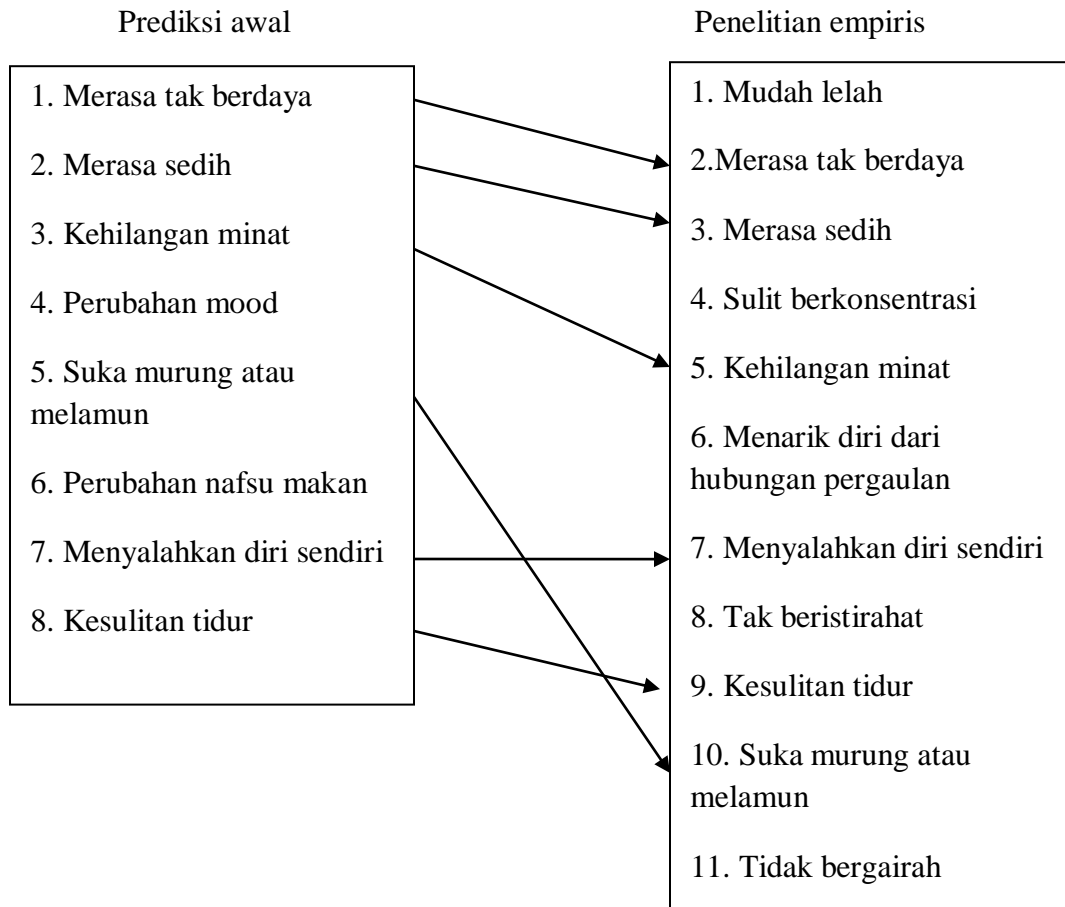 Prediksi awal
1. Merasa tak berdaya
2. Merasa sedih
3. Kehilangan minat
4. Perubahan mood
5. Suka murung atau
melamun
6. Perubahan nafsu makan
7. Menyalahkan diri sendiri
8. Kesulitan tidur
Penelitian empiris
1. Mudah lelah
2.Merasa tak berdaya
3. Merasa sedih
4. Sulit berkonsentrasi
5. Kehilangan minat
6. Menarik diri dari
hubungan pergaulan
7. Menyalahkan diri sendiri
8. Tak beristirahat
9. Kesulitan tidur
10. Suka murung atau
melamun
11. Tidak bergairah